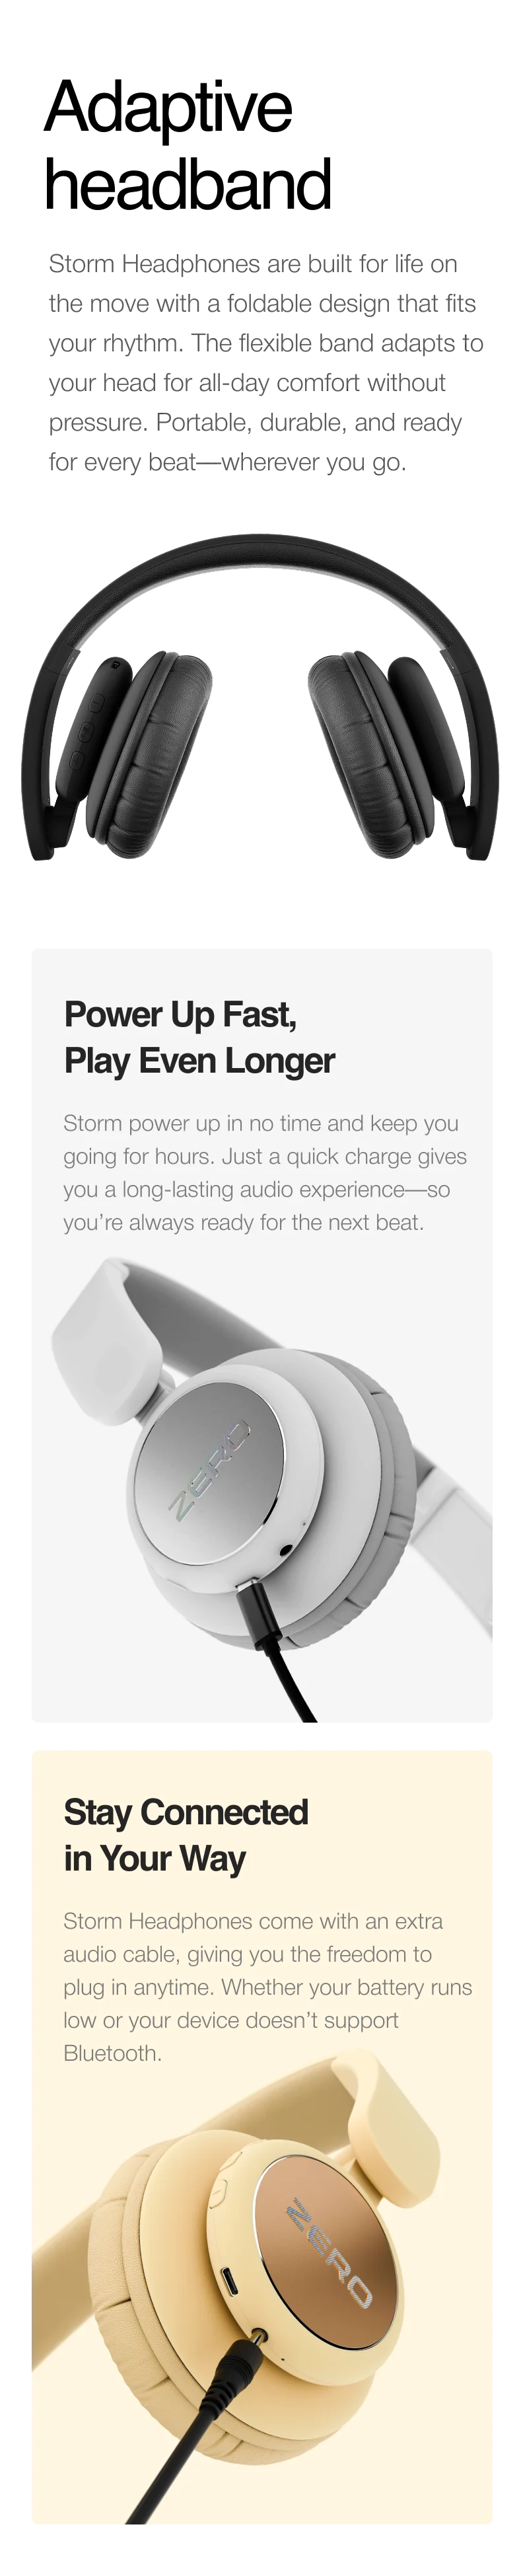 Adaptive
headband
Storm Headphones are built for life on
the move with a foldable design that fits
your rhythm. The flexible band adapts to
your head for all-day comfort without
pressure. Portable, durable, and ready
for every beat—wherever you go.
Power Up Fast,
Play Even Longer
Storm power up in no time and keep you
going for hours. Just a quick charge gives
you a long-lasting audio experience—so
you’re always ready for the next beat.
ZERO
Stay Connected
in Your Way
Storm Headphones come with an extra
audio cable, giving you the freedom to
plug in anytime. Whether your battery runs
low or your device doesn’t support
Bluetooth.
ZERO